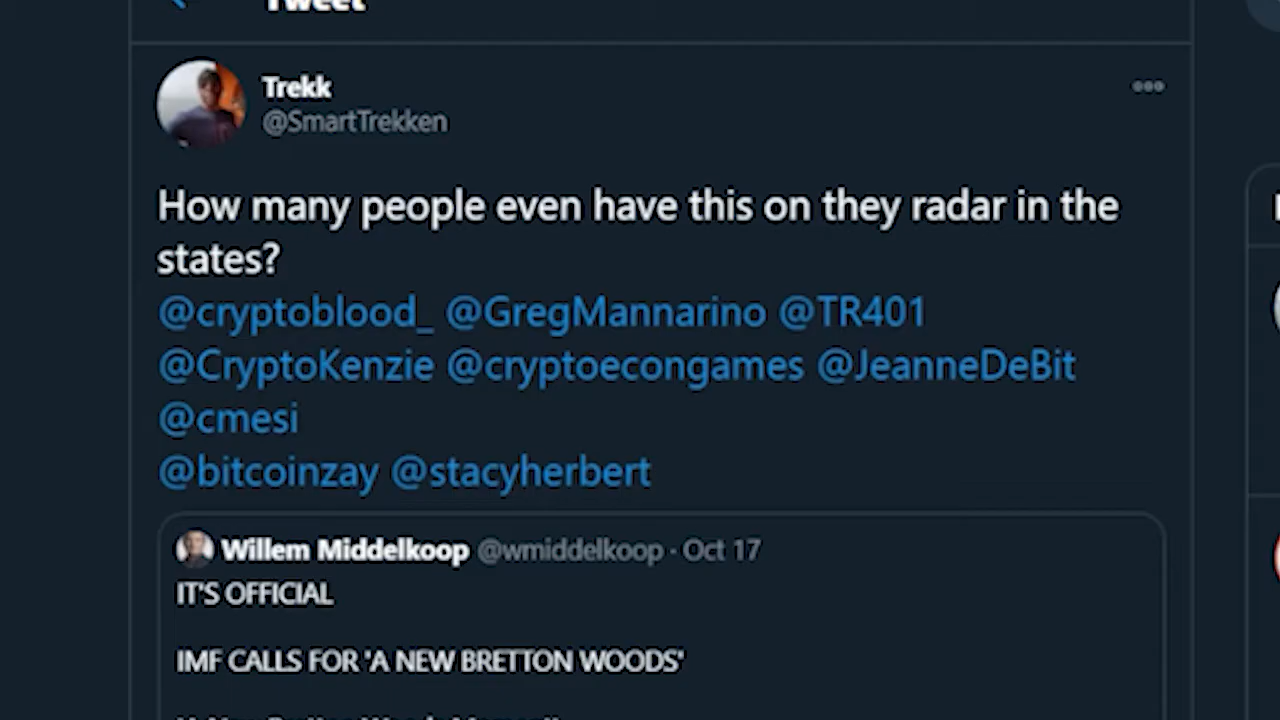 Tweet
Trekk
@SmartTrekken
How many people even have this on they radar in the
states?
@cryptoblood_ @GregMannarino @TR401
@CryptoKenzie @cryptoecongames @JeanneDeBit
@cmesi
@bitcoinzay @stacyherbert
Willem Middelkoop @wmiddelkoop · Oct 17
IT'S OFFICIAL
IMF CALLS FOR 'A NEW BRETTON WOODS'